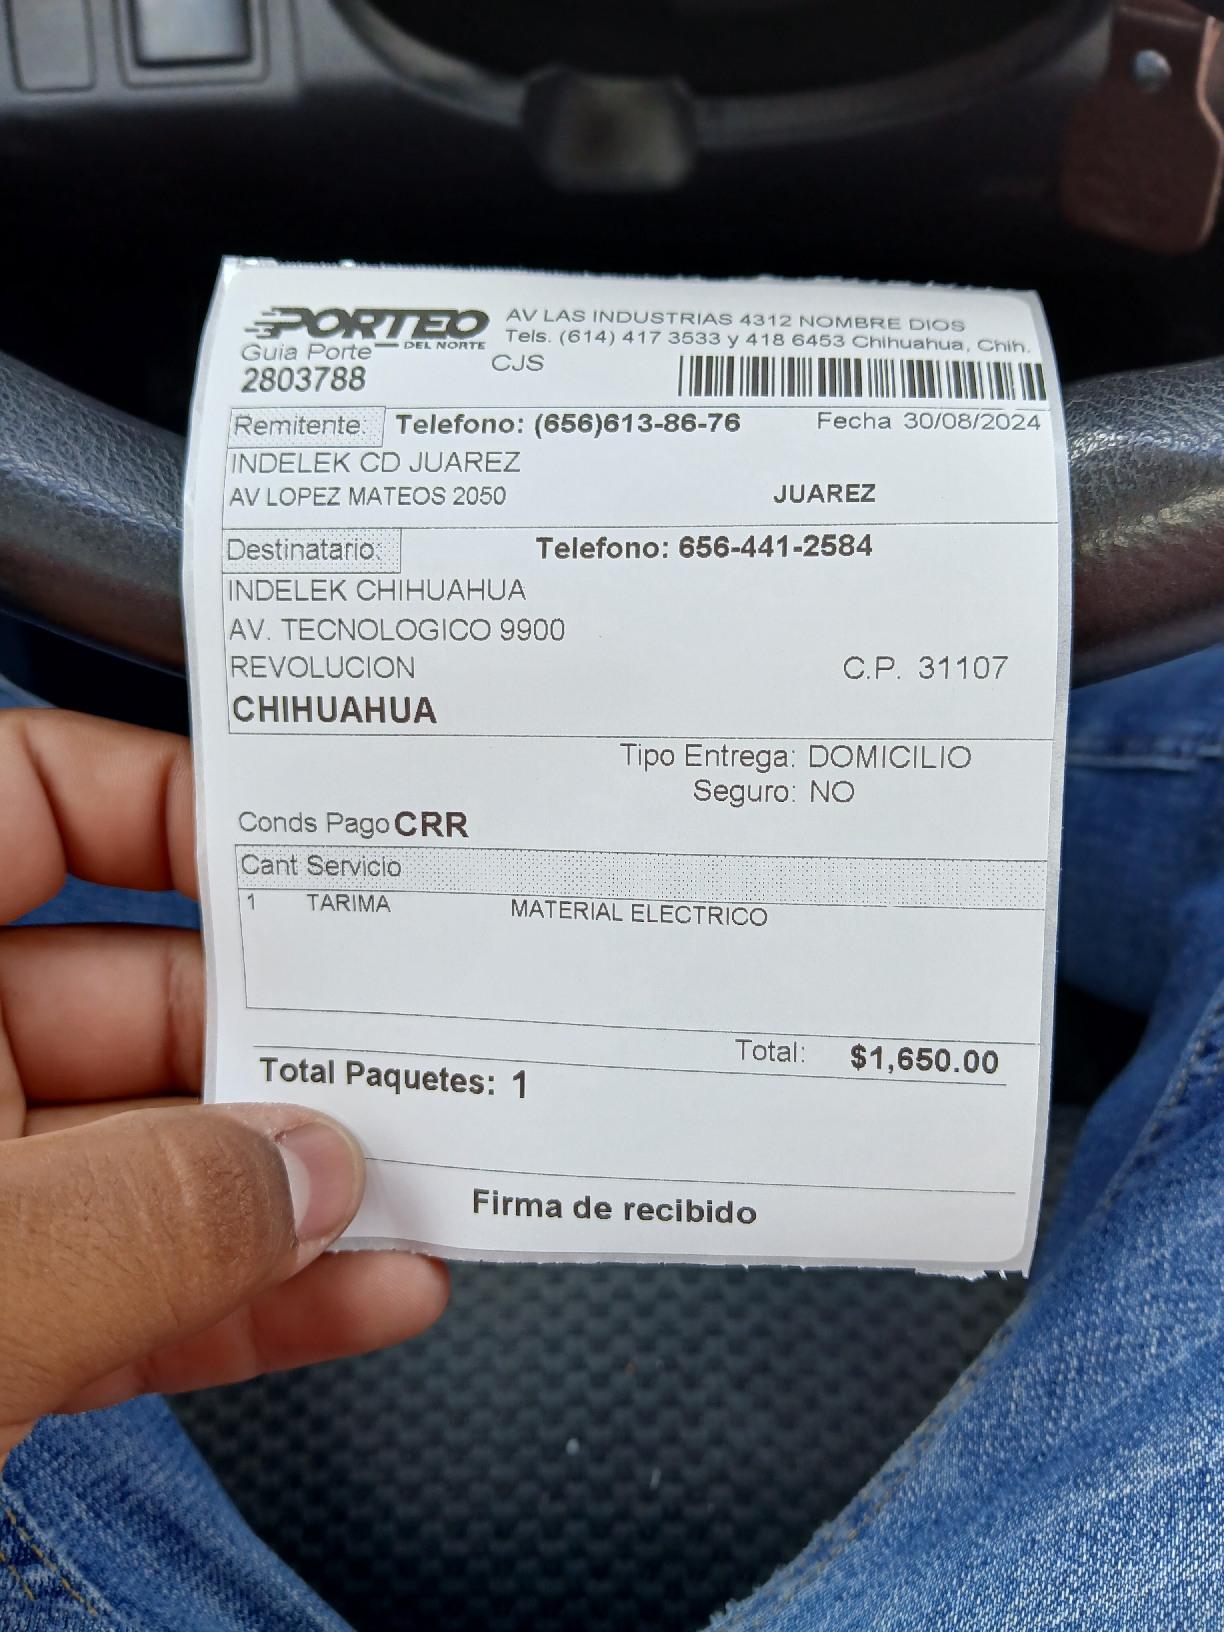 PORTEO
DEL NORTE
AV LAS INDUSTRIAS 4312 NOMBRE DIOS
Tels. (614) 417 3533 y 418 6453 Chihuahua, Chih.
Guia Porte
CJS
2803788
Remitente: Telefono: (656)613-86-76 Fecha 30/08/2024
INDELEK CD JUAREZ
AV LOPEZ MATEOS 2050 JUAREZ
Destinatario: Telefono: 656-441-2584
INDELEK CHIHUAHUA
AV. TECNOLOGICO 9900
REVOLUCION C.P. 31107
CHIHUAHUA
Tipo Entrega: DOMICILIO
Seguro: NO
Conds Pago CRR
Cant Servicio
1 TARIMA MATERIAL ELECTRICO
Total: $1,650.00
Total Paquetes: 1
Firma de recibido